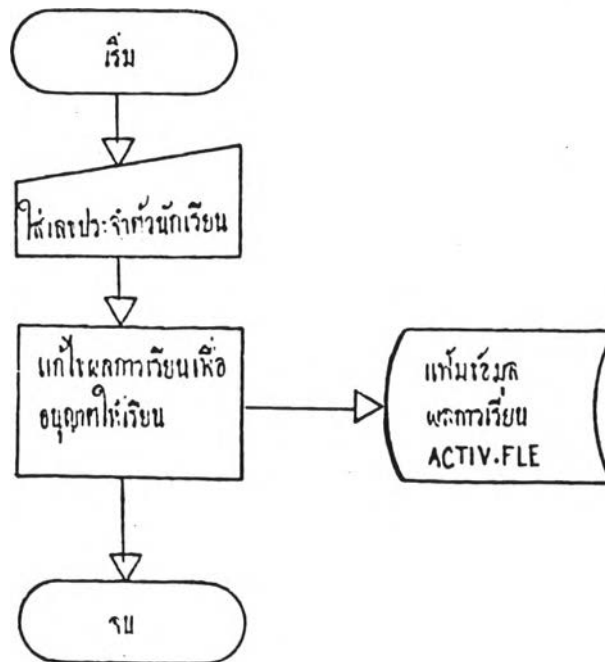 เริ่ม
ใส่เลขประจำตัวนักเรียน
แก้ไขผลการเรียนเพื่อ
อนุญาตให้เรียน
แฟ้มข้อมูล
ผลการเรียน
ACTIV.FLE
จบ